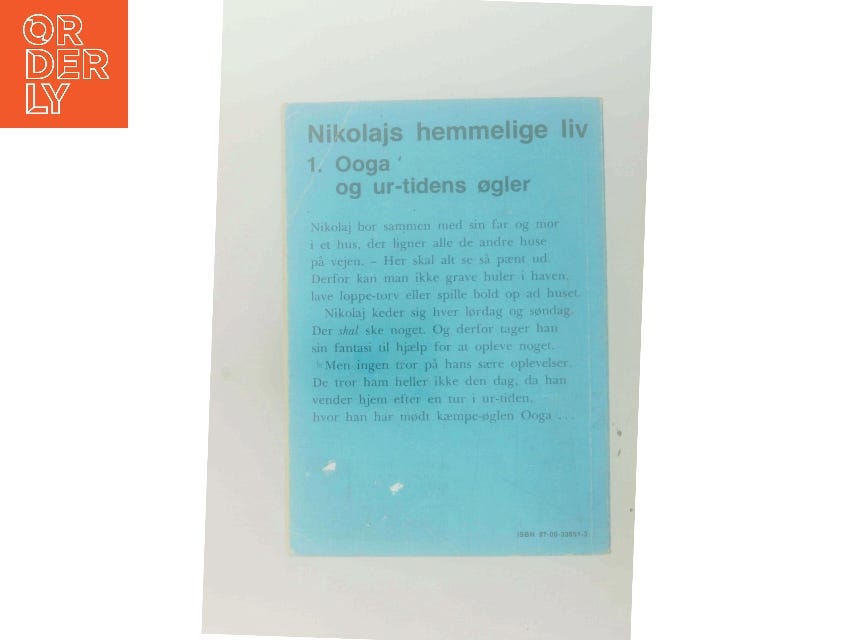 OR
DER
LY
Nikolajs hemmelige liv
1. Ooga
og ur-tidens øgler
Nikolaj bor sammen med sin far og mor
i et hus, der ligner alle de andre huse
på vejen. – Her skal alt se så pænt ud.
Derfor kan man ikke grave huler i haven,
lave loppe-torv eller spille bold op ad huset.
Nikolaj keder sig hver lørdag og søndag.
Der skal ske noget. Og derfor tager han
sin fantasi til hjælp for at opleve noget.
Men ingen tror på hans sære oplevelser.
De tror ham heller ikke den dag, da han
vender hjem efter en tur i ur-tiden,
hvor han har mødt kæmpe-øglen Ooga . . .
ISBN